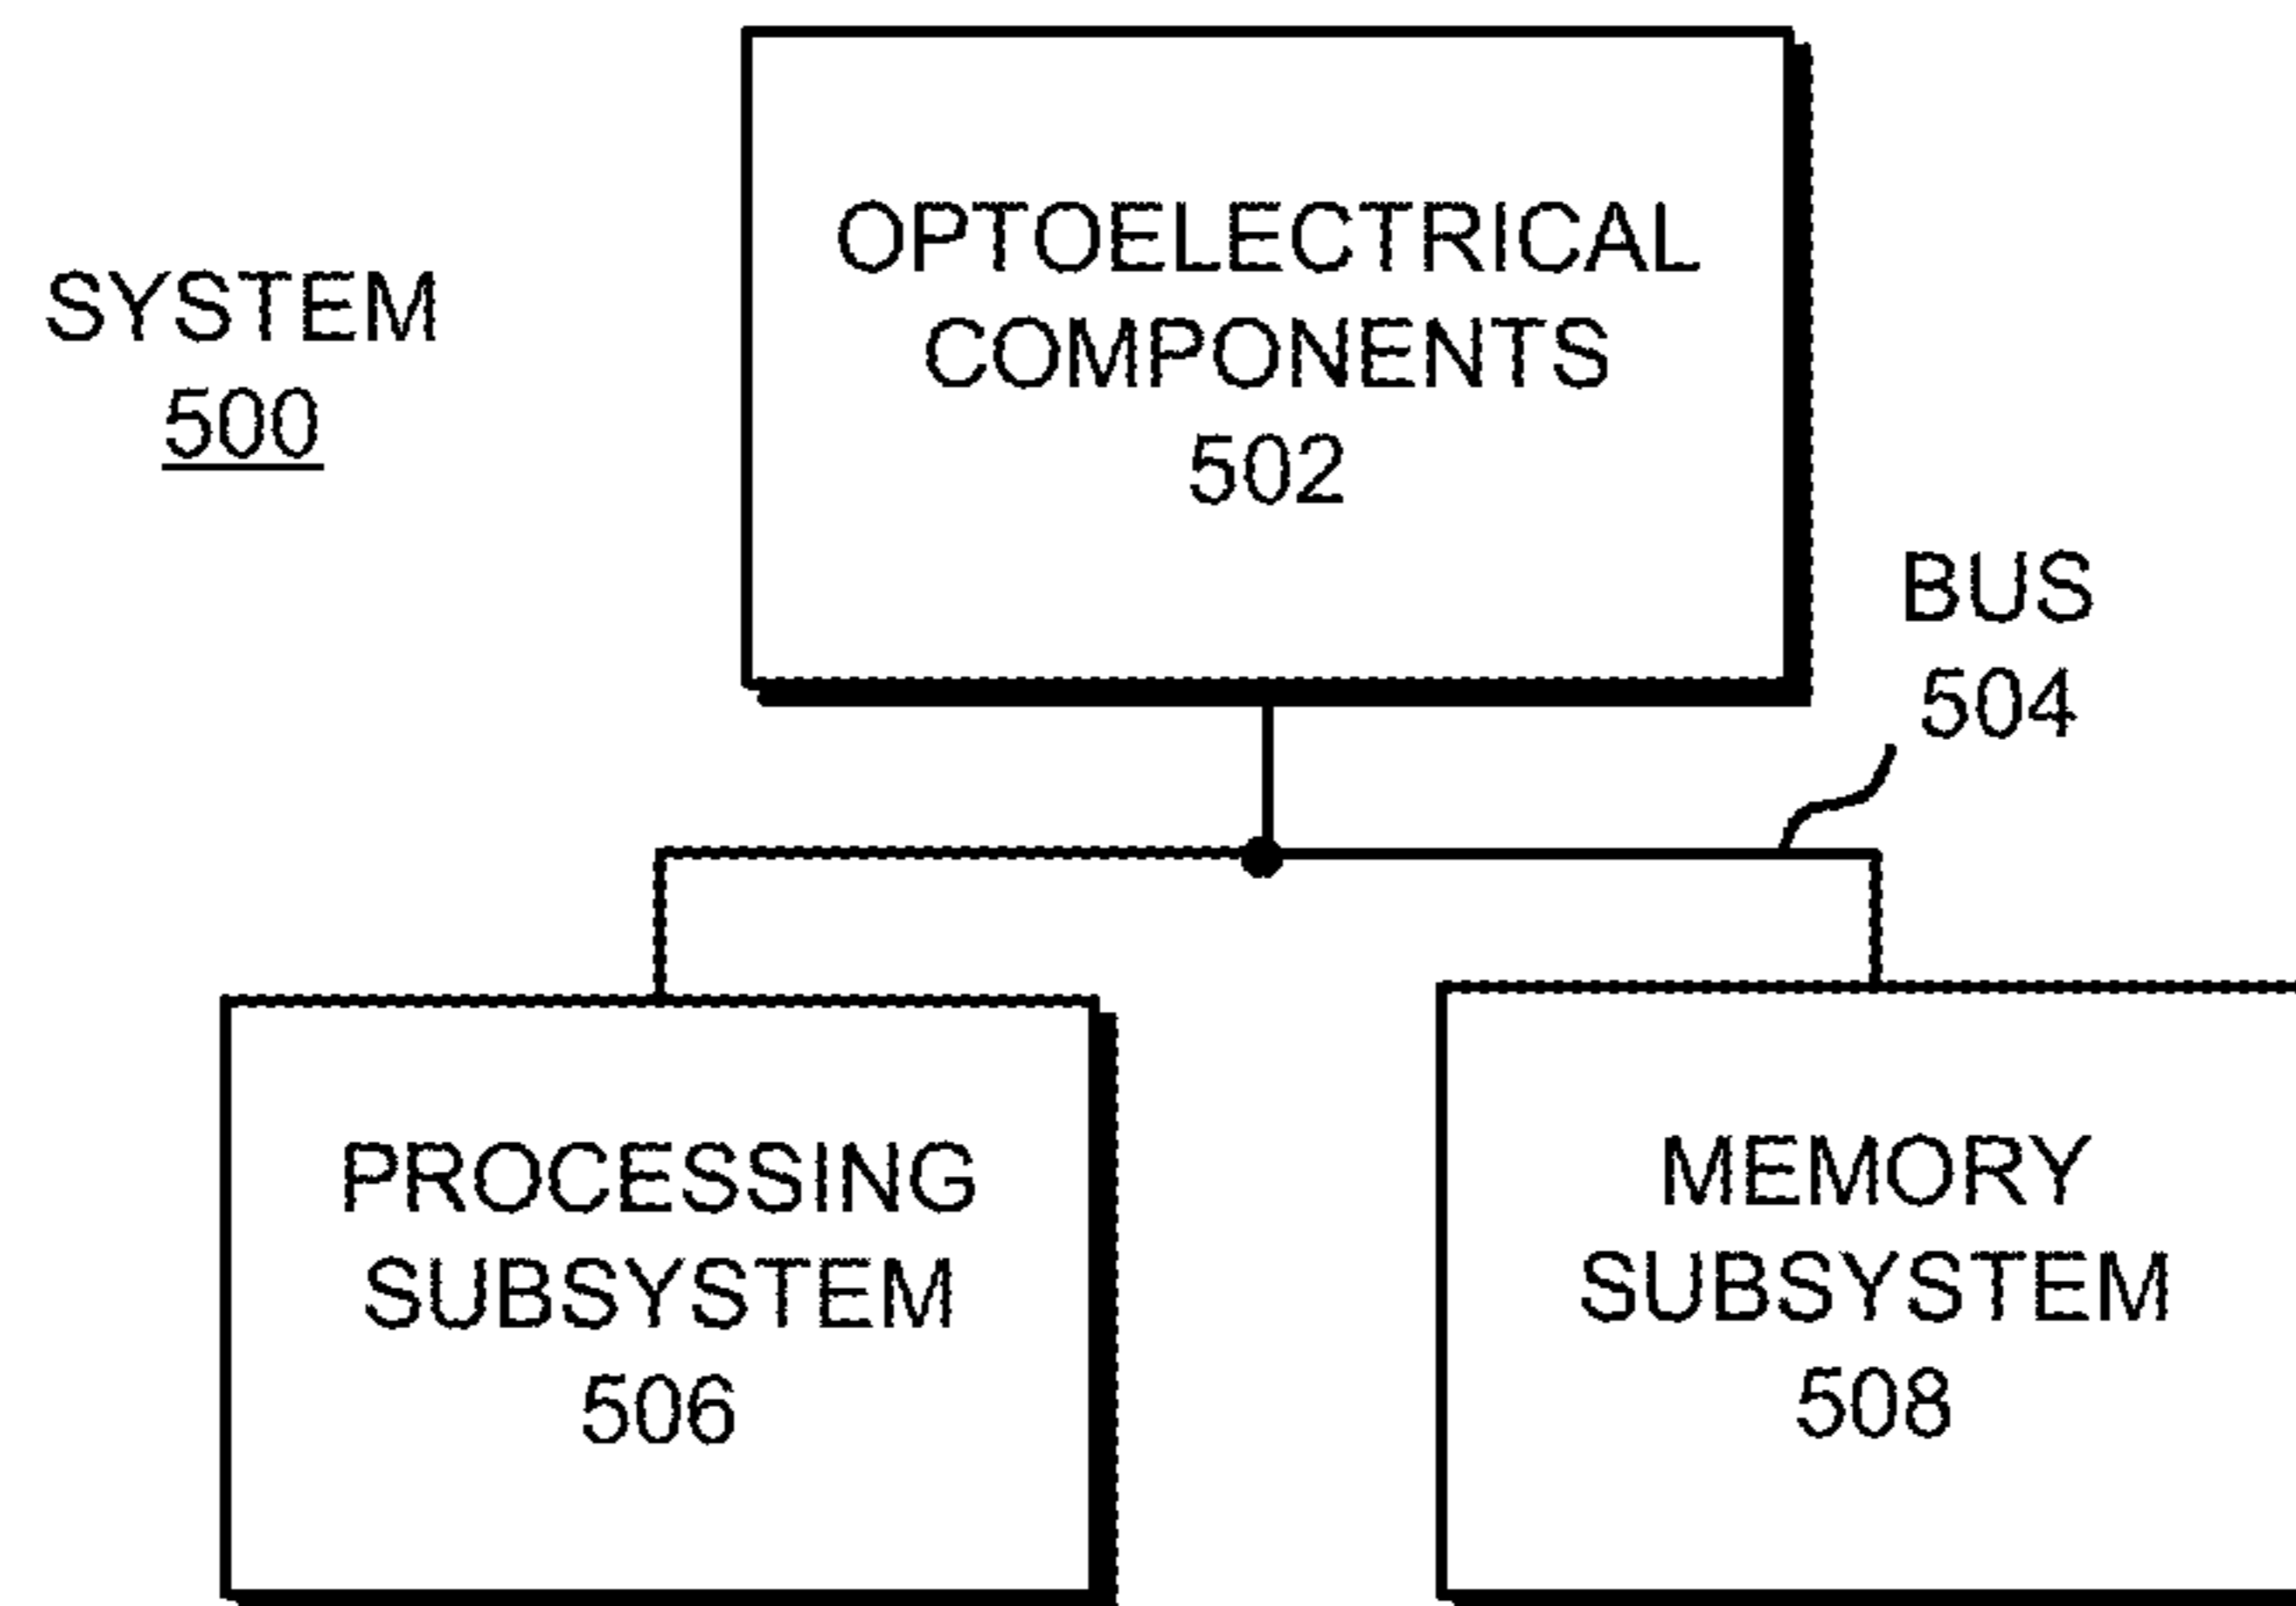 SYSTEM
500
OPTOELECTRICAL
COMPONENTS
502
BUS
504
PROCESSING
SUBSYSTEM
506
MEMORY
SUBSYSTEM
508